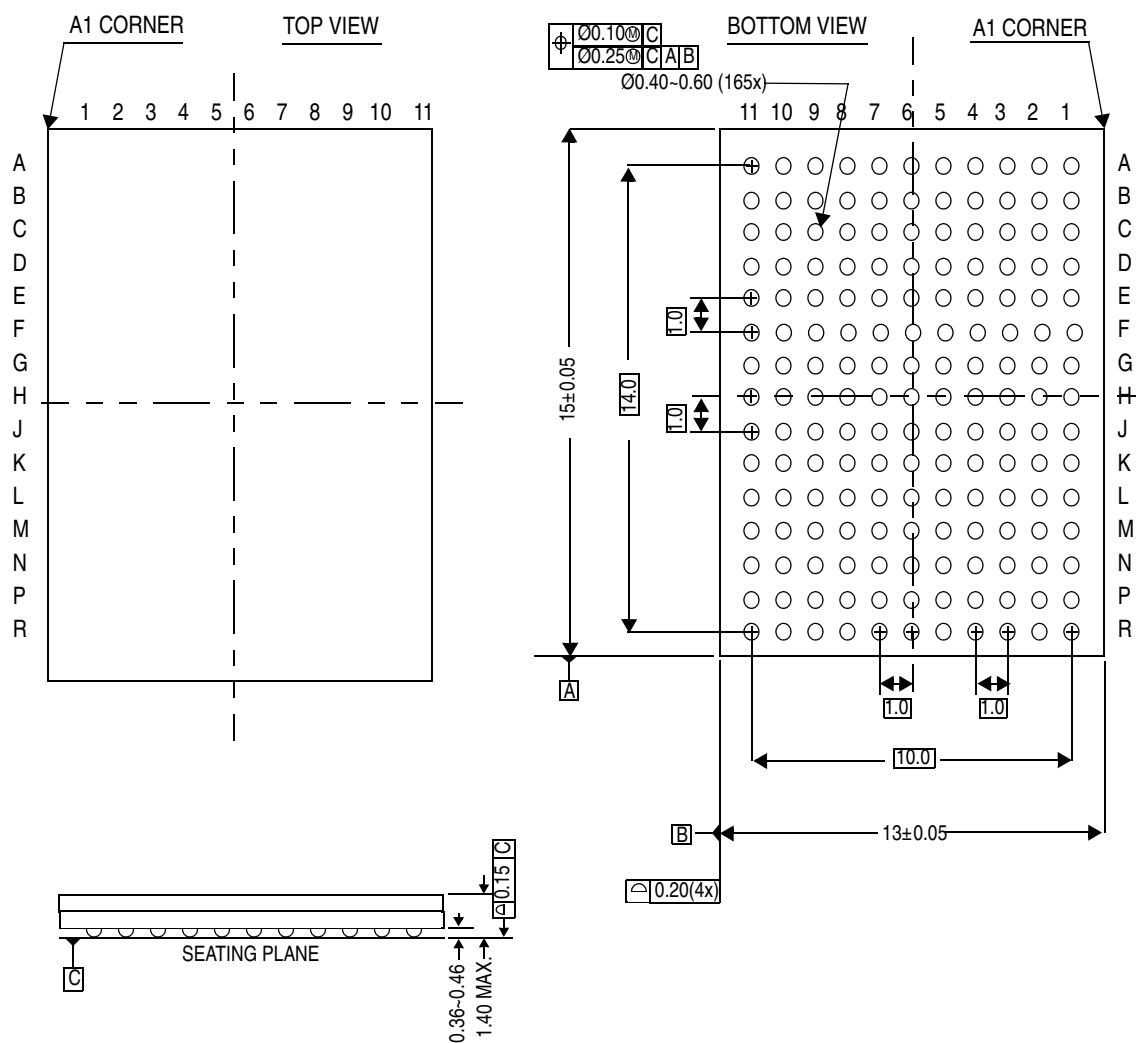 A1 CORNER
TOP VIEW
1 2 3 4 5 6 7 8 9 10 11
A
B
C
D
E
F
G
H
J
K
L
M
N
P
R
Ø0.10Ⓜ C
Ø0.25Ⓜ C A B
BOTTOM VIEW
A1 CORNER
Ø0.40~0.60 (165x)
11 10 9 8 7 6 5 4 3 2 1
A
B
C
D
E
F
G
H
J
K
L
M
N
P
R
15±0.05
14.0
1.0
1.0
A
1.0
1.0
10.0
B
13±0.05
0.20(4x)
0.15 C
SEATING PLANE
C
0.36~0.46
1.40 MAX.